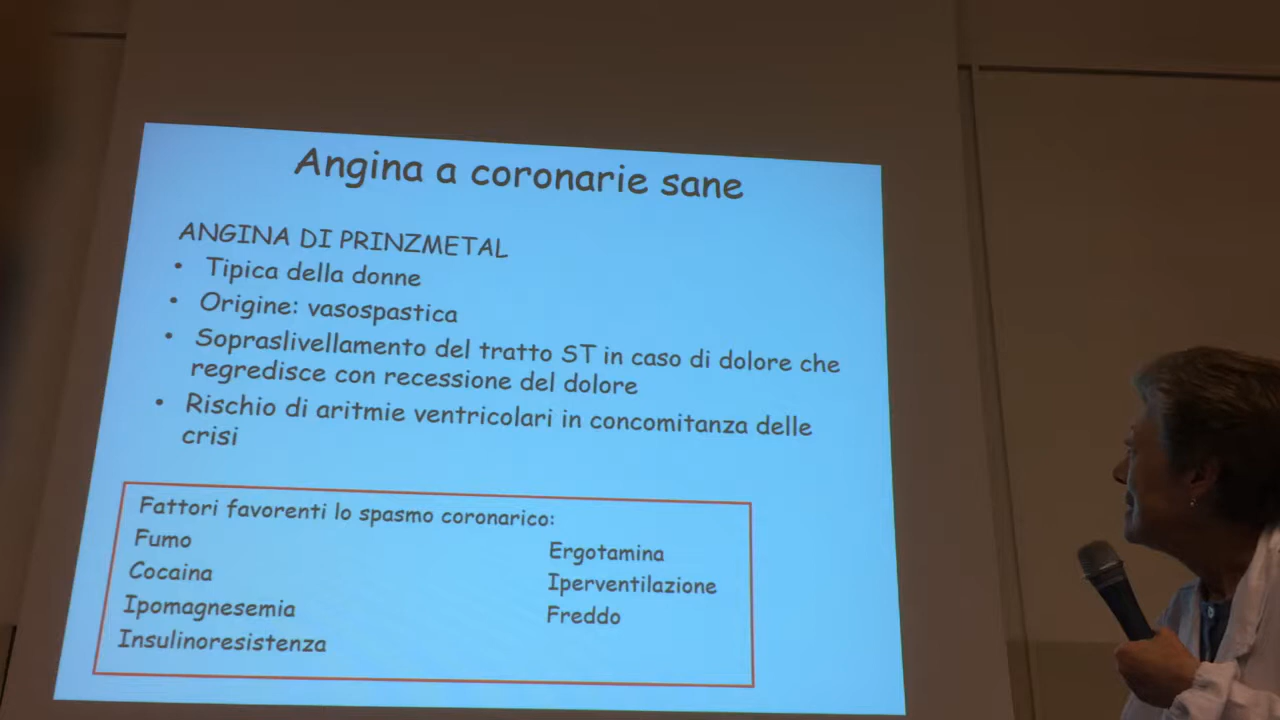 Angina a coronarie sane
ANGINA DI PRINZMETAL
• Tipica della donne
• Origine: vasospastica
• Sopraslivellamento del tratto ST in caso di dolore che
regredisce con recessione del dolore
• Rischio di aritmie ventricolari in concomitanza delle
crisi
Fattori favorenti lo spasmo coronarico:
Fumo
Cocaina
Ipomagnesemia
Insulinoresistenza
Ergotamina
Iperventilazione
Freddo